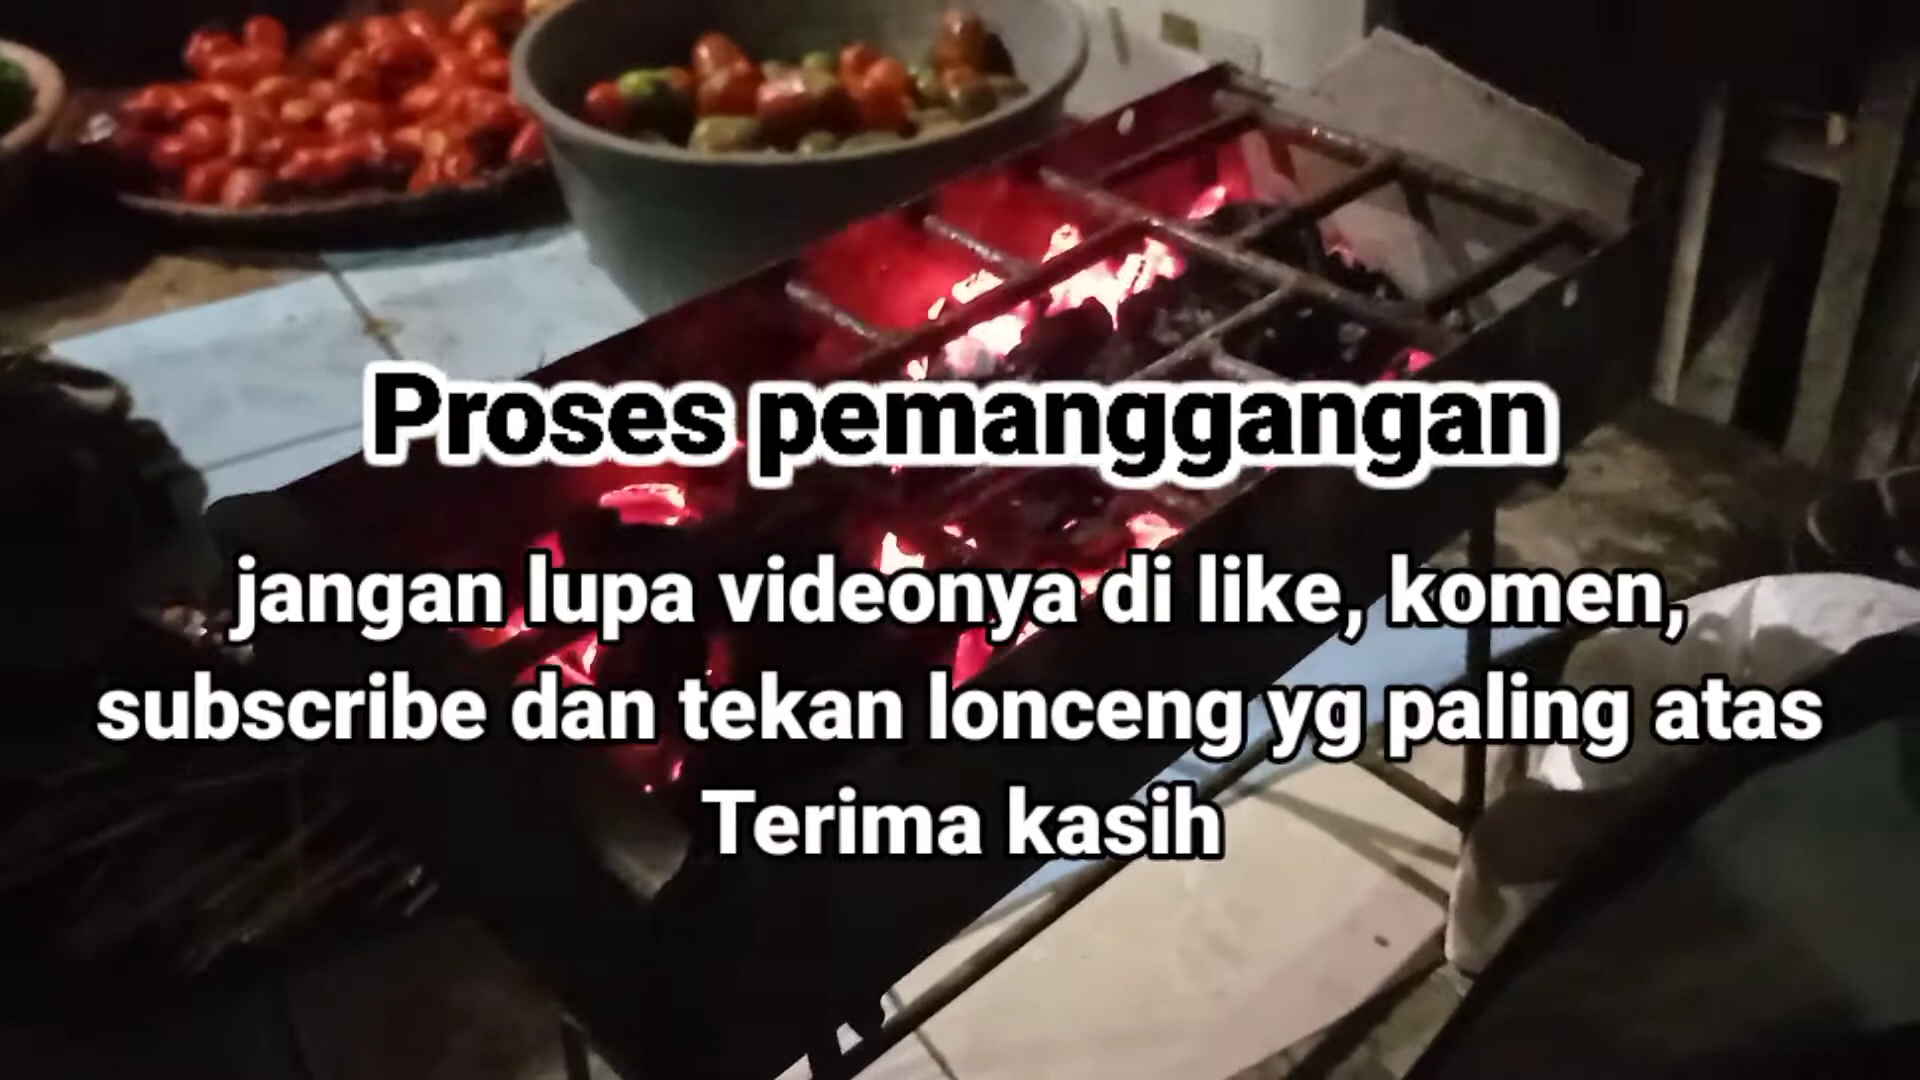 Proses pemanggangan
jangan lupa videonya di like, komen,
subscribe dan tekan lonceng yg paling atas
Terima kasih